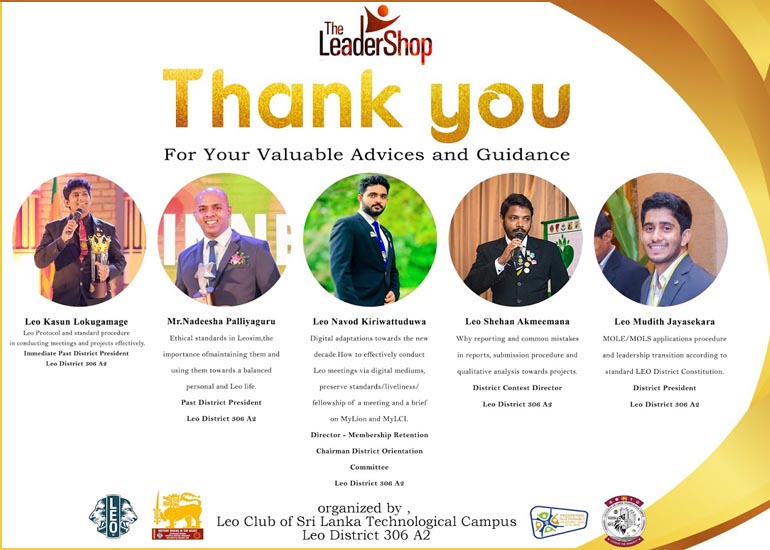 The
LeaderShop
Thank you
For Your Valuable Advices and Guidance
Leo Kasun Lokugamage
Leo Protocol and standard procedure
in conducting meetings and projects effectively.
Immediate Past District President
Leo District 306 A2
Mr.Nadeesha Palliyaguru
Ethical standards in Leosim,the
importance ofmaintaining them and
using them towards a balanced
personal and Leo life.
Past District President
Leo District 306 A2
Leo Navod Kiriwattuduwa
Digital adaptations towards the new
decade.How to effectively conduct
Leo meetings via digital mediums,
preserve standards/liveliness/
fellowship of a meeting and a brief
on MyLion and MyLCI.
Director - Membership Retention
Chairman District Orientation
Committee
Leo District 306 A2
Leo Shehan Akmeemana
Why reporting and common mistakes
in reports, submission procedure and
qualitative analysis towards projects.
District Contest Director
Leo District 306 A2
Leo Mudith Jayasekara
MOLE/MOLS applications procedure
and leadership transition according to
standard LEO District Constitution.
District President
Leo District 306 A2
LEO
organized by ,
Leo Club of Sri Lanka Technological Campus
Leo District 306 A2